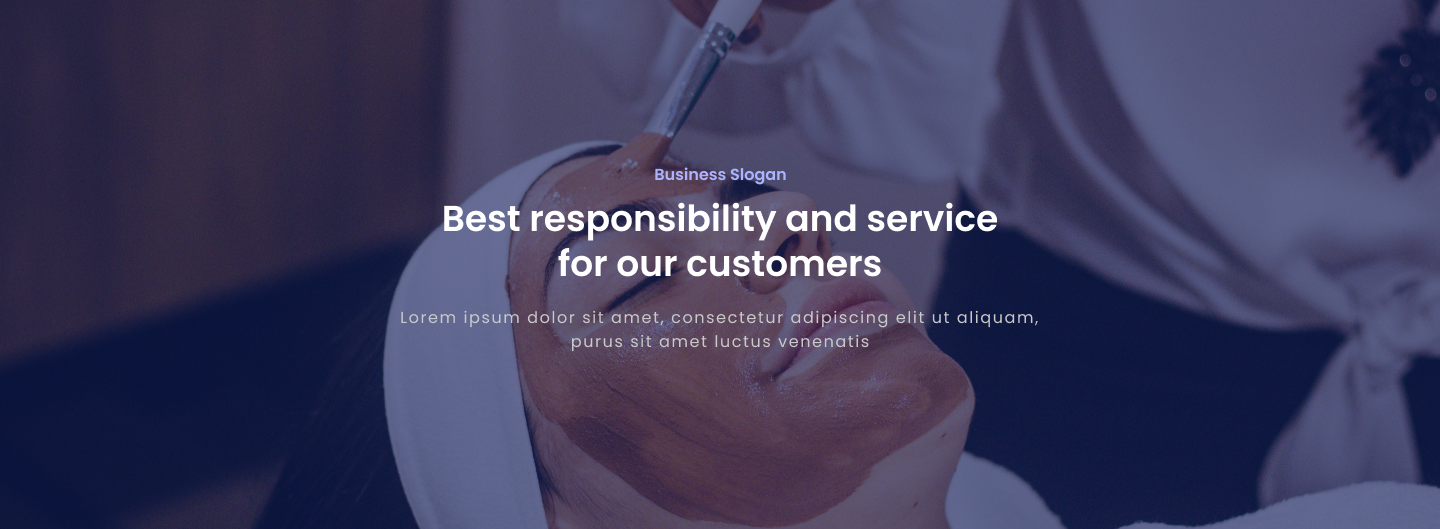 Business Slogan
Best responsibility and service
for our customers
Lorem ipsum dolor sit amet, consectetur adipiscing elit ut aliquam,
purus sit amet luctus venenatis